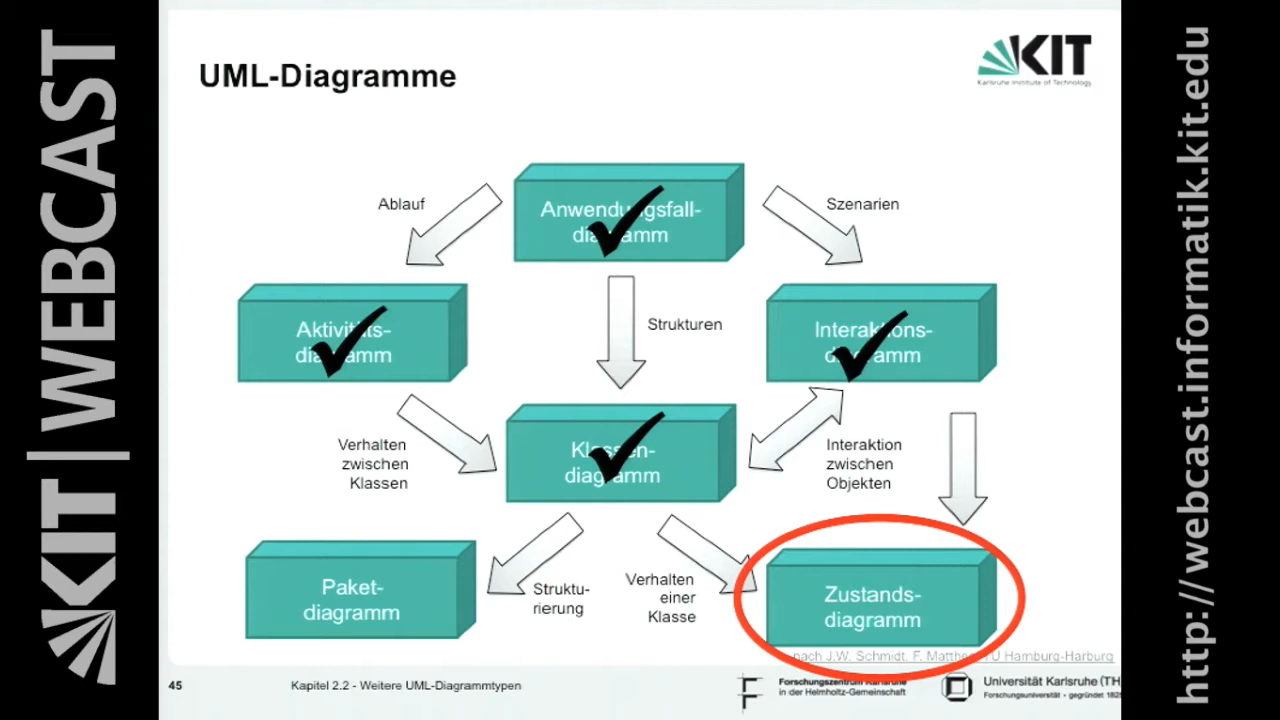 KIT | WEBCAST
UML-Diagramme
KIT
Karlsruhe Institute of Technology
Ablauf
Anwendungsfall-
diagramm
Szenarien
Aktivitäts-
diagramm
Strukturen
Interaktions-
diagramm
Verhalten
zwischen
Klassen
Klassen-
diagramm
Interaktion
zwischen
Objekten
Paket-
diagramm
Struktu-
rierung
Verhalten
einer
Klasse
Zustands-
diagramm
nach J.W. Schmidt, F. Matthes, TU Hamburg-Harburg
45
Kapitel 2.2 - Weitere UML-Diagrammtypen
Forschungszentrum Karlsruhe
in der Helmholtz-Gemeinschaft
Universität Karlsruhe (TH
Forschungsuniversität • gegründet 182
http://webcast.informatik.kit.edu